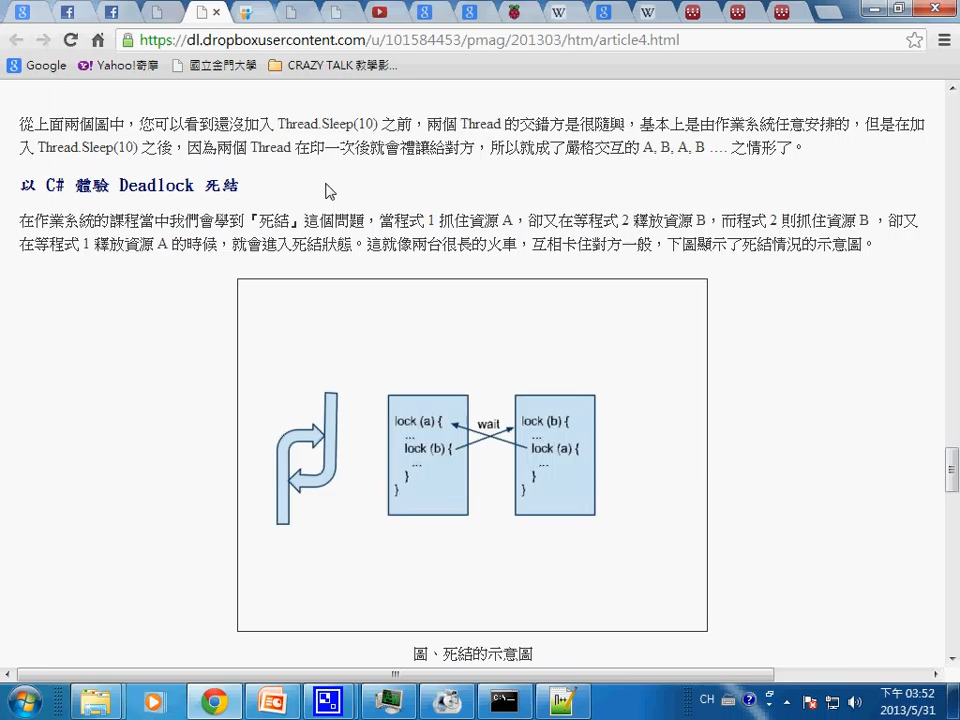 https://dl.dropboxusercontent.com/u/101584453/pmag/201303/htm/article4.html
Google Yahoo!奇摩 國立金門大學 CRAZY TALK 教學影...
從上面兩個圖中，您可以看到還沒加入 Thread.Sleep(10) 之前，兩個 Thread 的交錯方是很隨興，基本上是由作業系統任意安排的，但是在加
入 Thread.Sleep(10) 之後，因為兩個 Thread 在印一次後就會禮讓給對方，所以就成了嚴格交互的 A, B, A, B …. 之情形了。
以 C# 體驗 Deadlock 死結
在作業系統的課程當中我們會學到『死結』這個問題，當程式 1 抓住資源 A，卻又在等程式 2 釋放資源 B，而程式 2 則抓住資源 B ，卻又
在等程式 1 釋放資源 A 的時候，就會進入死結狀態。這就像兩台很長的火車，互相卡住對方一般，下圖顯示了死結情況的示意圖。
lock (a) { wait lock (b) {
... ...
lock (b) { lock (a) {
... ...
} }
} }
圖、死結的示意圖
CH 下午 03:52
2013/5/31